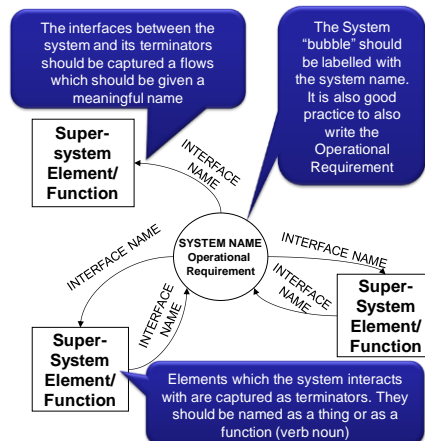 The interfaces between the
system and its terminators
should be captured a flows
which should be given a
meaningful name
The System
“bubble” should
be labelled with
the system name.
It is also good
practice to also
write the
Operational
Requirement
Super-
system
Element/
Function
INTERFACE
NAME
SYSTEM NAME
Operational
Requirement
INTERFACE NAME
INTERFACE NAME
INTERFACE
NAME
INTERFACE
NAME
Super-
System
Element/
Function
Super-
System
Element/
Function
Elements which the system interacts
with are captured as terminators. They
should be named as a thing or as a
function (verb noun)